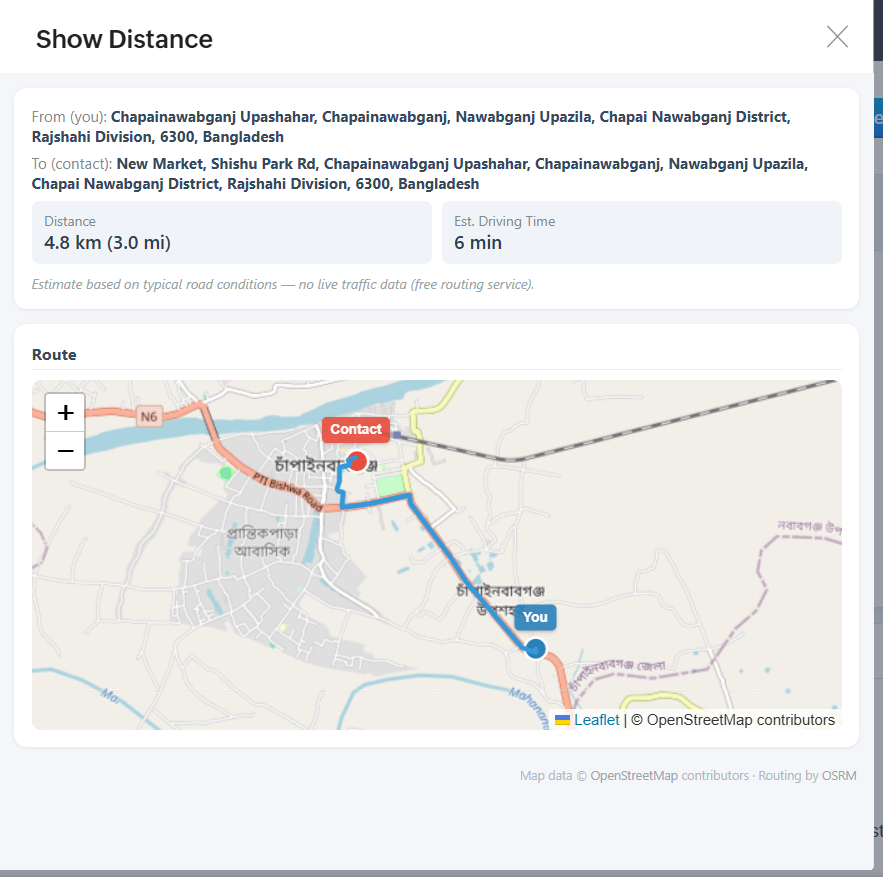 Show Distance
From (you): Chapainawabganj Upashahar, Chapainawabganj, Nawabganj Upazila, Chapai Nawabganj District,
Rajshahi Division, 6300, Bangladesh
To (contact): New Market, Shishu Park Rd, Chapainawabganj Upashahar, Chapainawabganj, Nawabganj Upazila,
Chapai Nawabganj District, Rajshahi Division, 6300, Bangladesh
Distance
4.8 km (3.0 mi)
Est. Driving Time
6 min
Estimate based on typical road conditions — no live traffic data (free routing service).
Route
+
−
N6
Contact
PTI Bishwa Road
প্রান্তিকপাড়া
আবাসিক
নবাবগঞ্জ
চাঁপাইনবাবগঞ্জ
You
চাঁপাইনবাবগঞ্জ জেলা
Leaflet | © OpenStreetMap contributors
Map data © OpenStreetMap contributors · Routing by OSRM